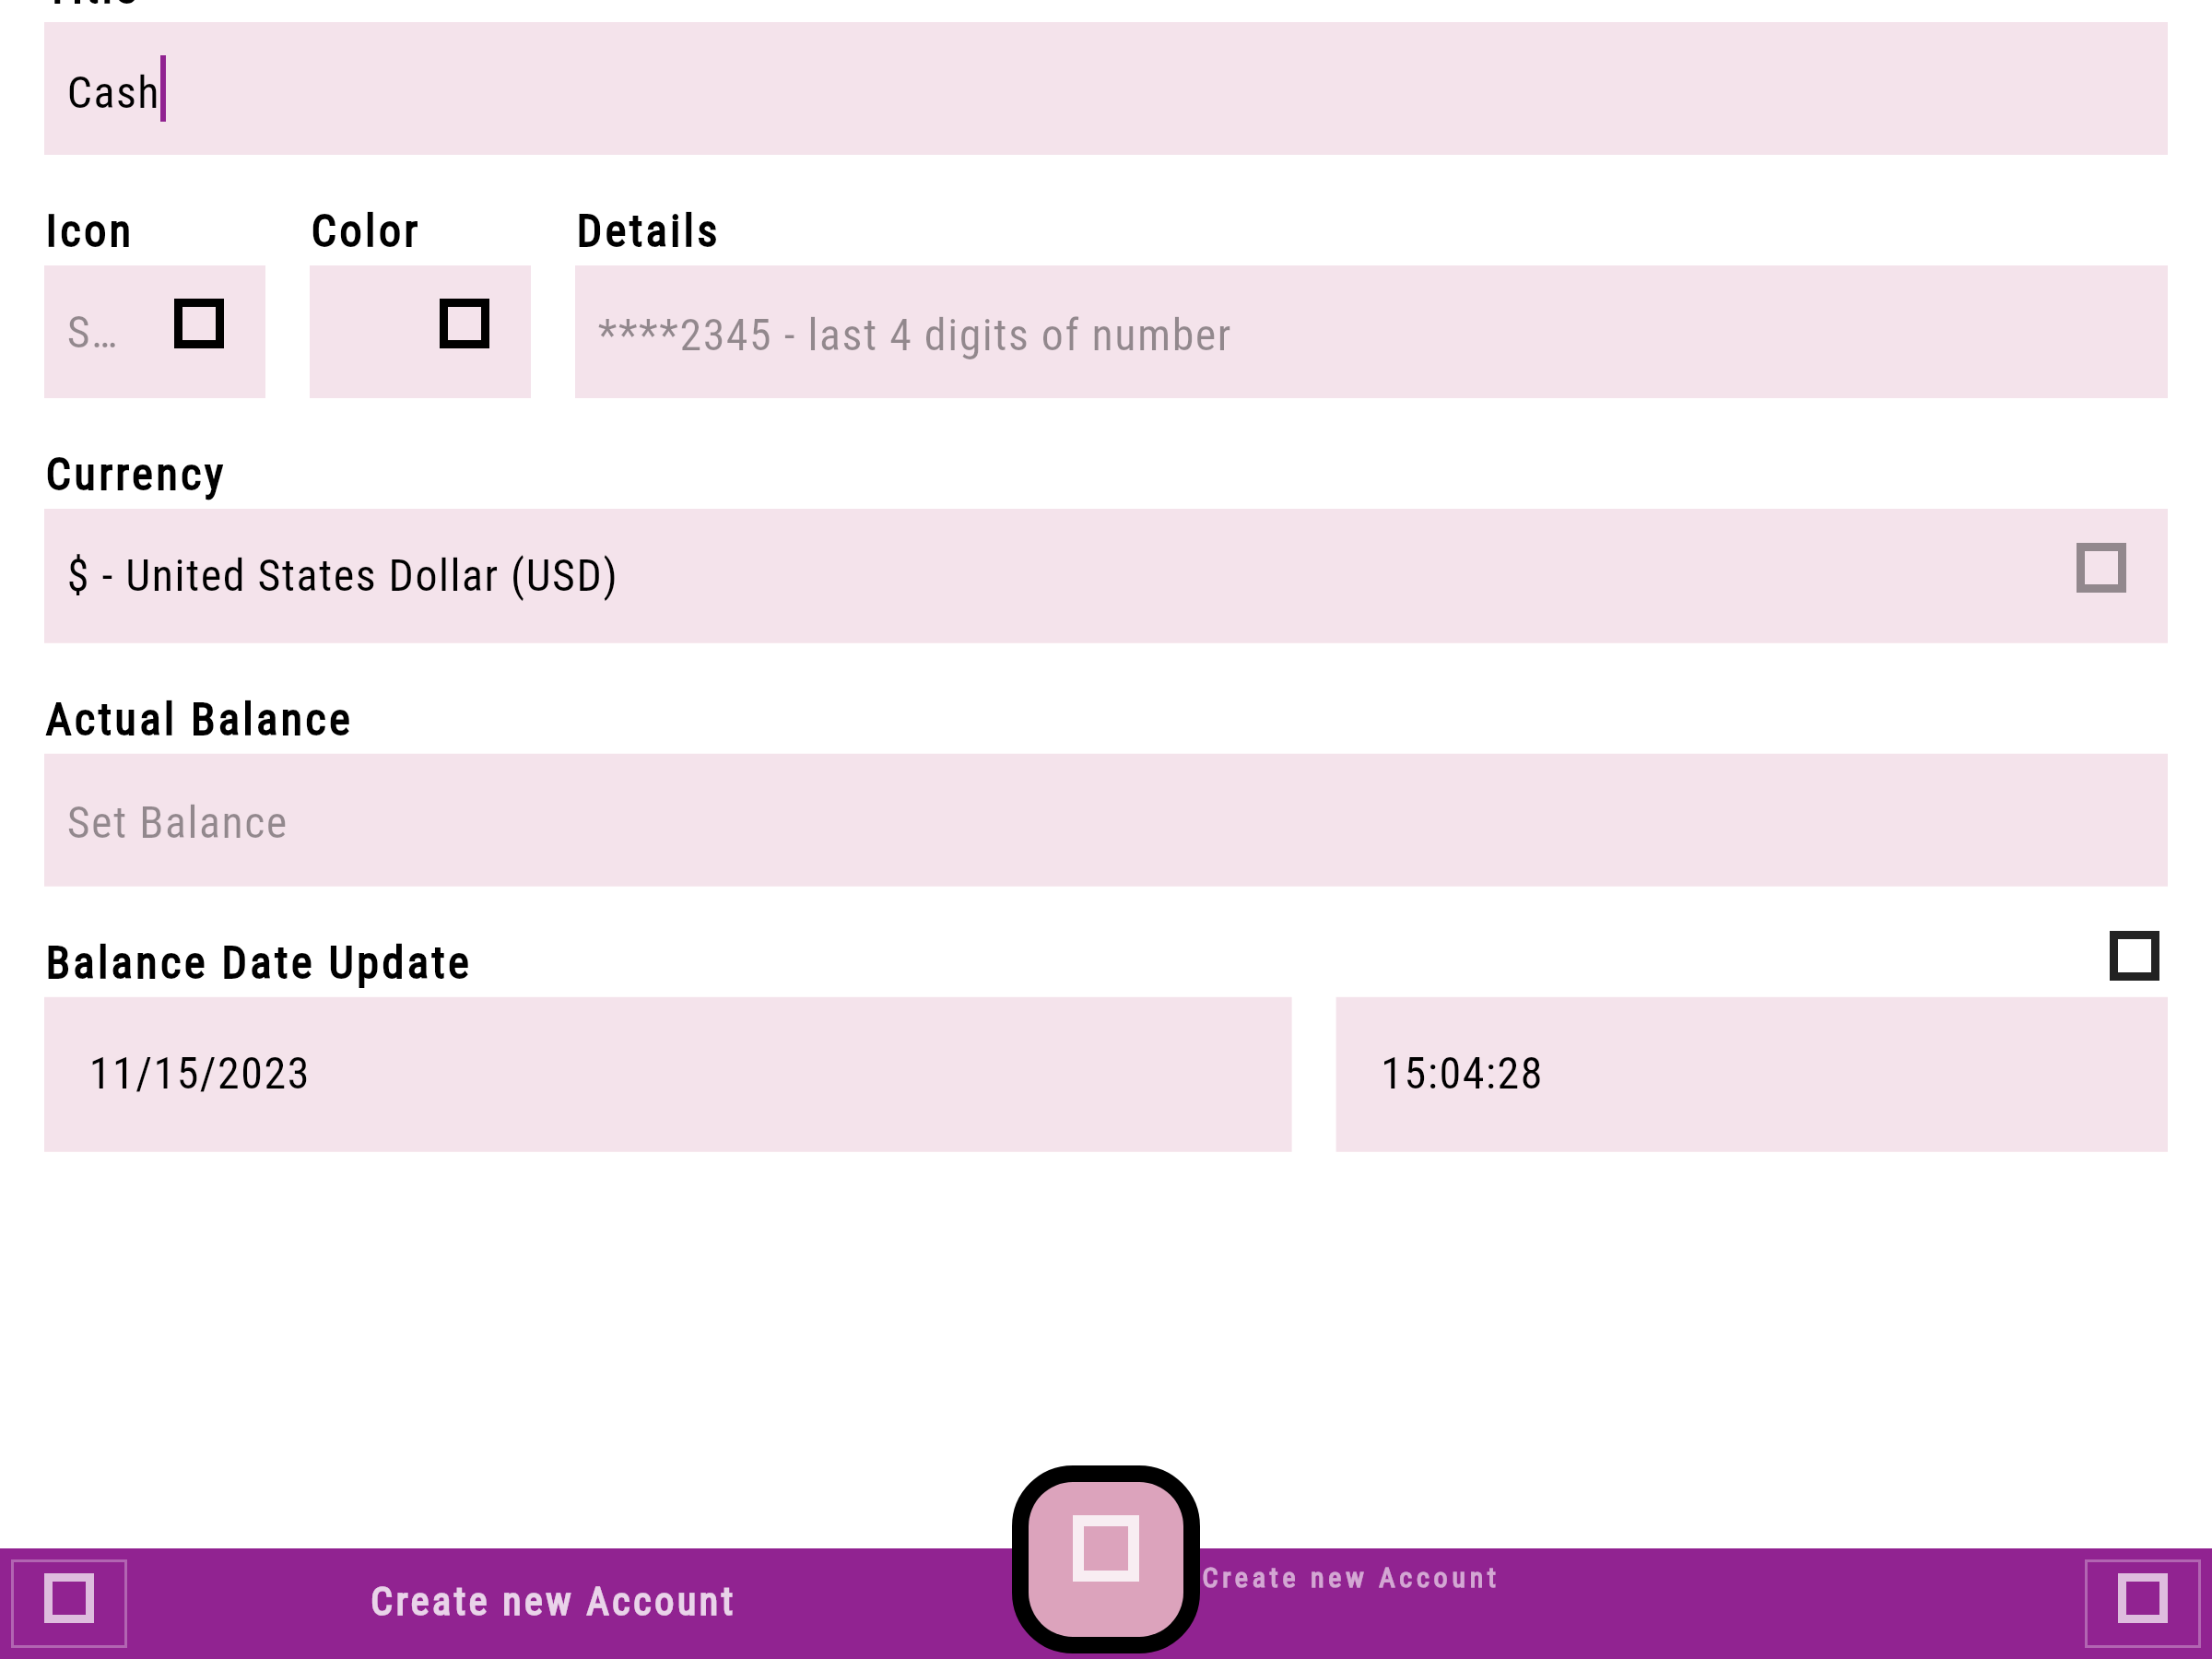 Title
Cash
Icon
Color
Details
S...
****2345 - last 4 digits of number
Currency
$ - United States Dollar (USD)
Actual Balance
Set Balance
Balance Date Update
11/15/2023
15:04:28
Create new Account
Create new Account